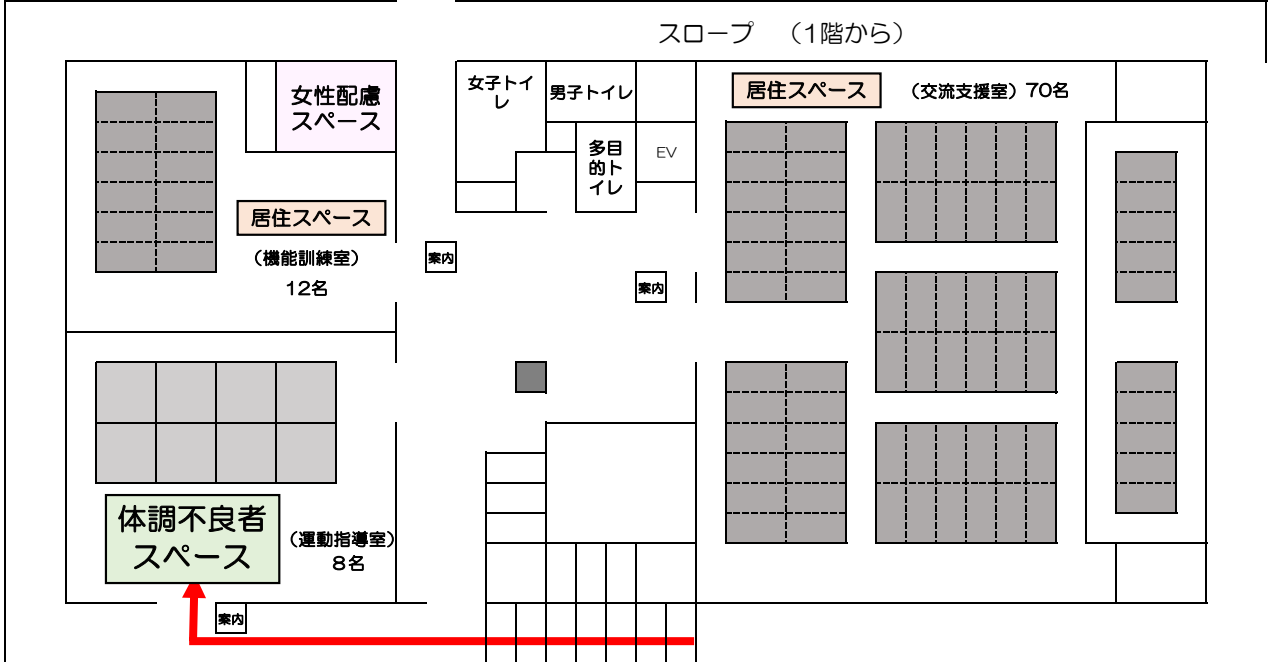 スロープ　（1階から）
女性配慮
スペース
女子トイ
レ
男子トイレ
多目
的ト
イレ
EV
居住スペース
（交流支援室）70名
居住スペース
（機能訓練室）
12名
案内
案内
体調不良者
スペース
（運動指導室）
8名
案内